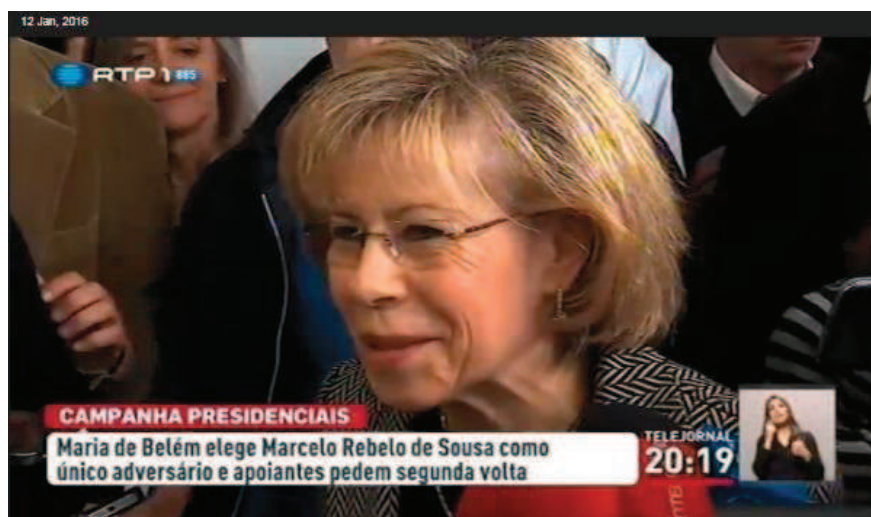 12 Jan, 2016
RTP 1 885
CAMPANHA PRESIDENCIAIS
Maria de Belém elege Marcelo Rebelo de Sousa como
único adversário e apoiantes pedem segunda volta
TELEJORNAL
20:19